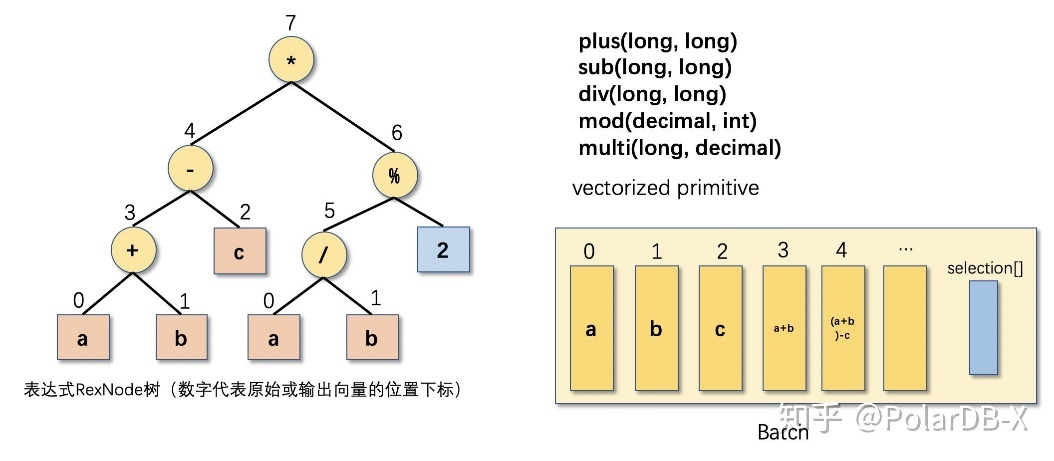 7
*
4
6
-
%
3
2
5
+
c
/
2
0
1
0
1
a
b
a
b
表达式RexNode树（数字代表原始或输出向量的位置下标）
plus(long, long)
sub(long, long)
div(long, long)
mod(decimal, int)
multi(long, decimal)
vectorized primitive
0 1 2 3 4 ...
selection[]
a b c a+b (a+b
)-c
知乎 @PolarDB-X
Batch